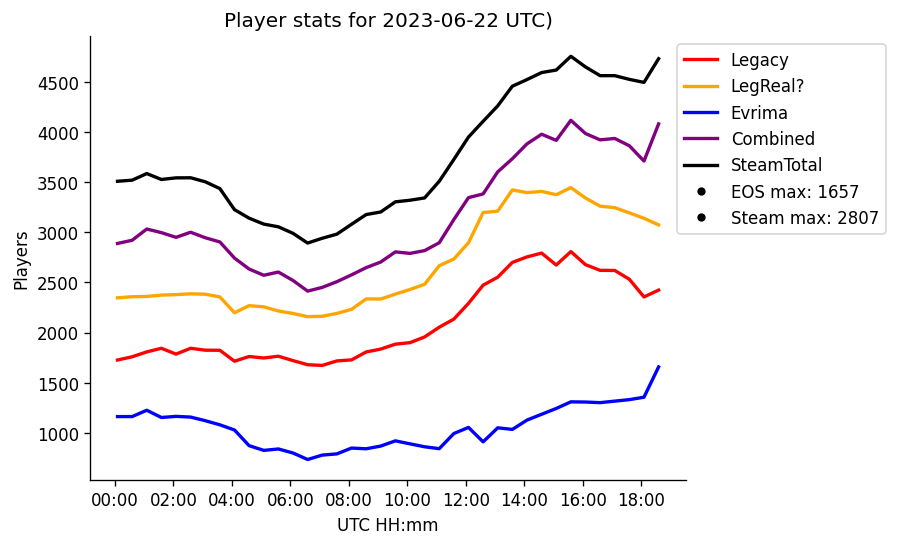 Player stats for 2023-06-22 UTC)
Legacy
LegReal?
Evrima
Combined
SteamTotal
EOS max: 1657
Steam max: 2807
Players
4500
4000
3500
3000
2500
2000
1500
1000
00:00 02:00 04:00 06:00 08:00 10:00 12:00 14:00 16:00 18:00
UTC HH:mm